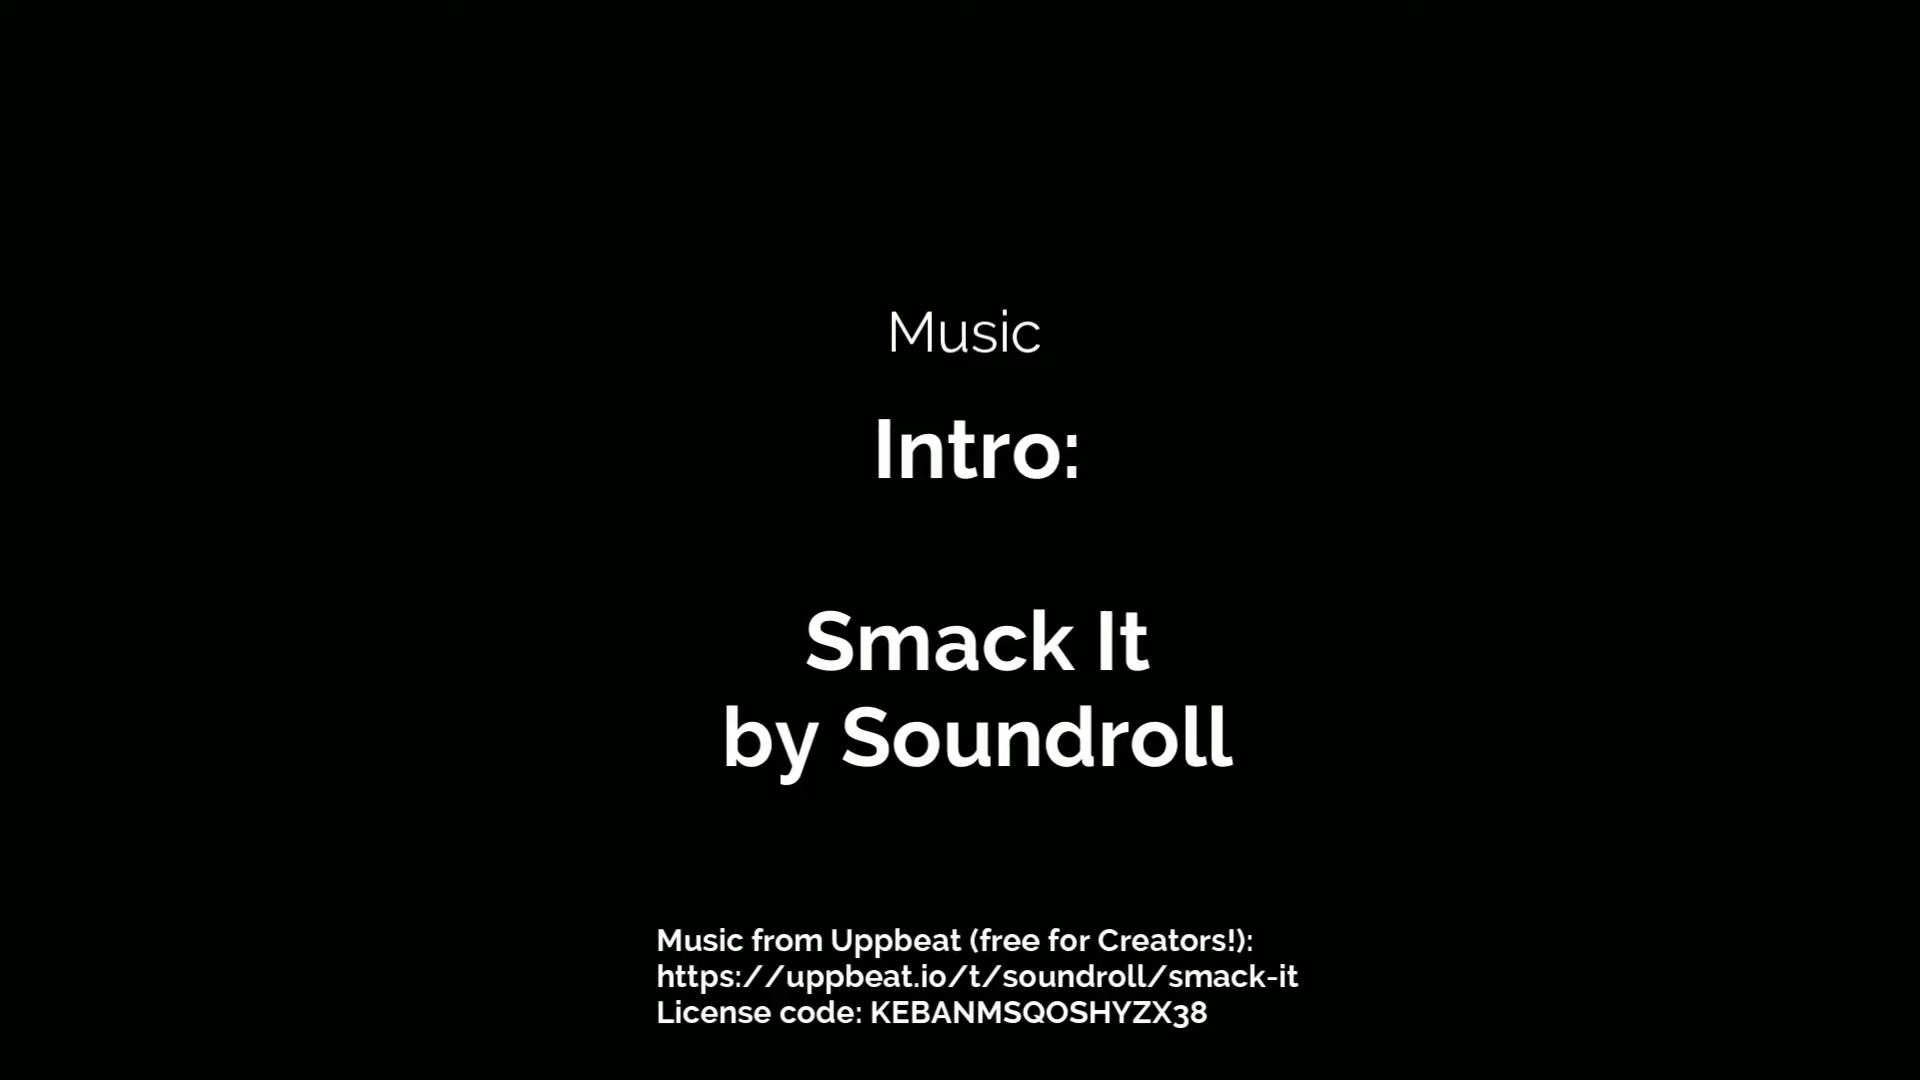 Music
Intro:
Smack It
by Soundroll
Music from Uppbeat (free for Creators!):
https://uppbeat.io/t/soundroll/smack-it
License code: KEBANMSQOSHYZX38